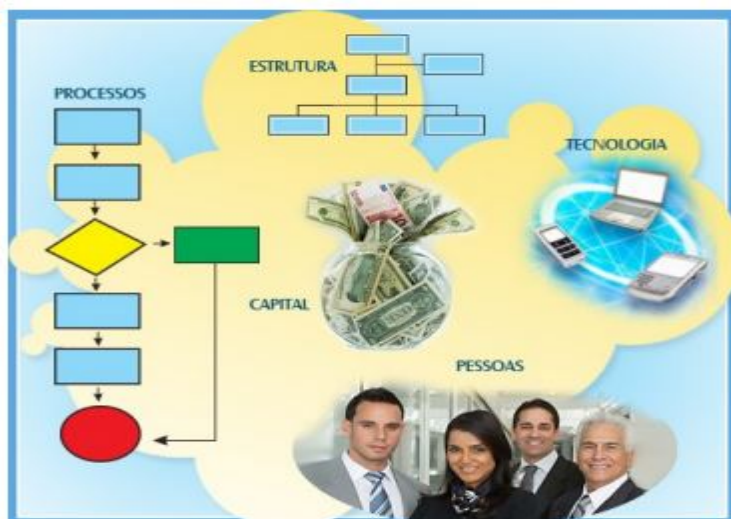 ESTRUTURA
PROCESSOS
TECNOLOGIA
CAPITAL
PESSOAS